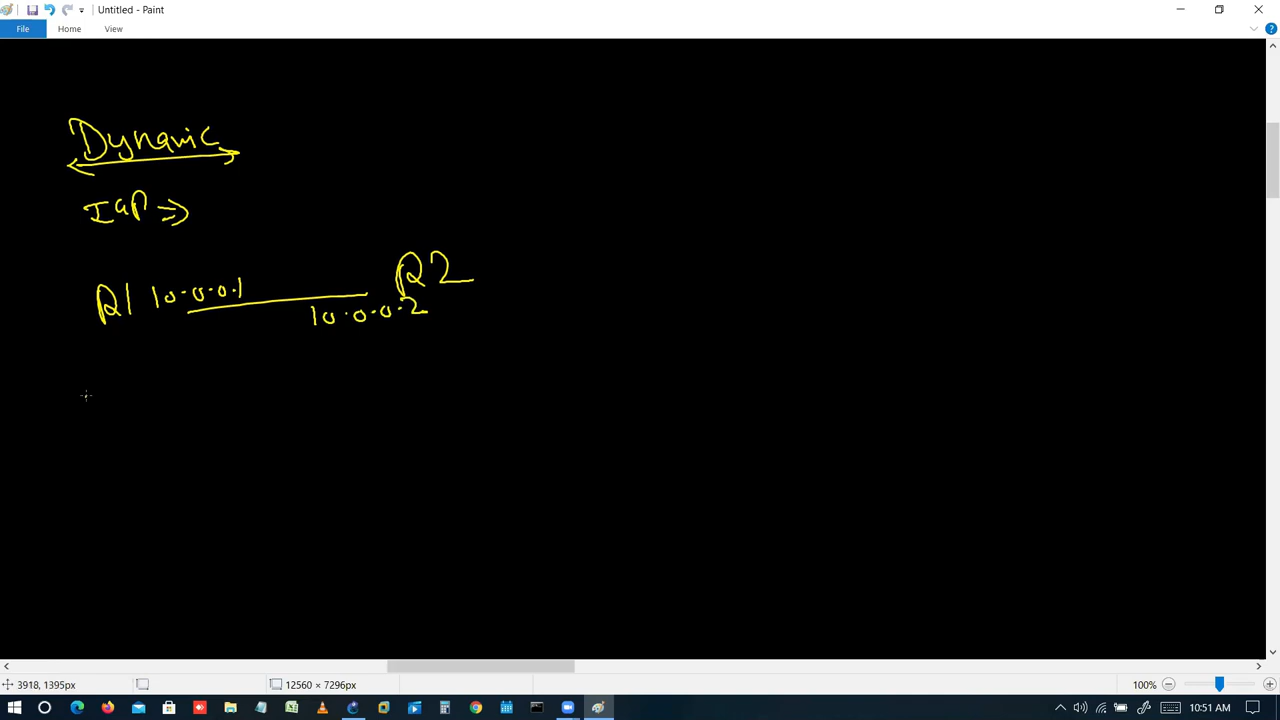 Untitled - Paint
File Home View
Dynamic
IGP ⇒
R1 10.0.0.1
R2
10.0.0.2
3918, 1395px
12560 × 7296px
100%
10:51 AM